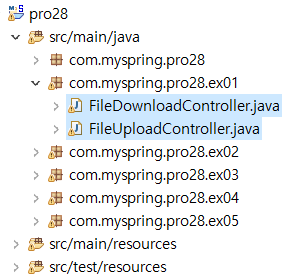 pro28
src/main/java
com.myspring.pro28
com.myspring.pro28.ex01
FileDownloadController.java
FileUploadController.java
com.myspring.pro28.ex02
com.myspring.pro28.ex03
com.myspring.pro28.ex04
com.myspring.pro28.ex05
src/main/resources
src/test/resources